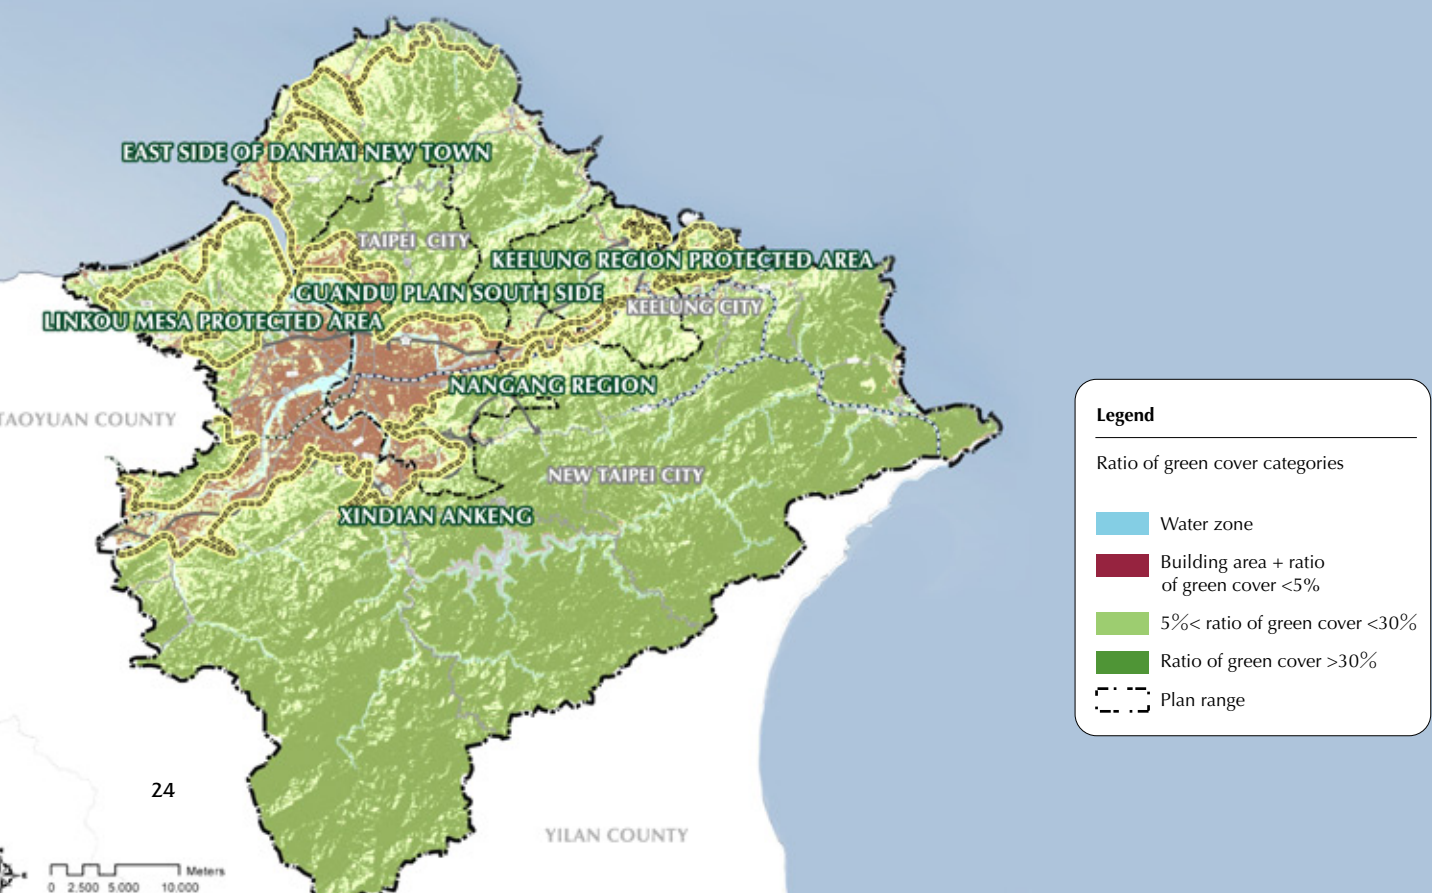 EAST SIDE OF DANHAI NEW TOWN
TAIPEI CITY
KEELUNG REGION PROTECTED AREA
GUANDU PLAIN SOUTH SIDE
KEELUNG CITY
LINKOU MESA PROTECTED AREA
NANGANG REGION
TAOYUAN COUNTY
NEW TAIPEI CITY
XINDIAN ANKENG
24
YILAN COUNTY
Meters
0 2.500 5.000 10.000
Legend
Ratio of green cover categories
Water zone
Building area + ratio
of green cover <5%
5%< ratio of green cover <30%
Ratio of green cover >30%
Plan range